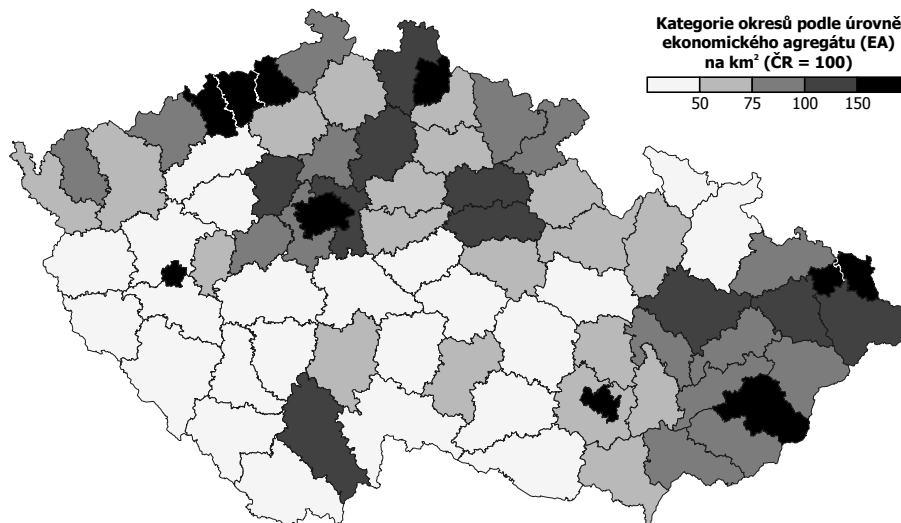 Kategorie okresů podle úrovně
ekonomického agregátu (EA)
na km² (ČR = 100)
50 75 100 150